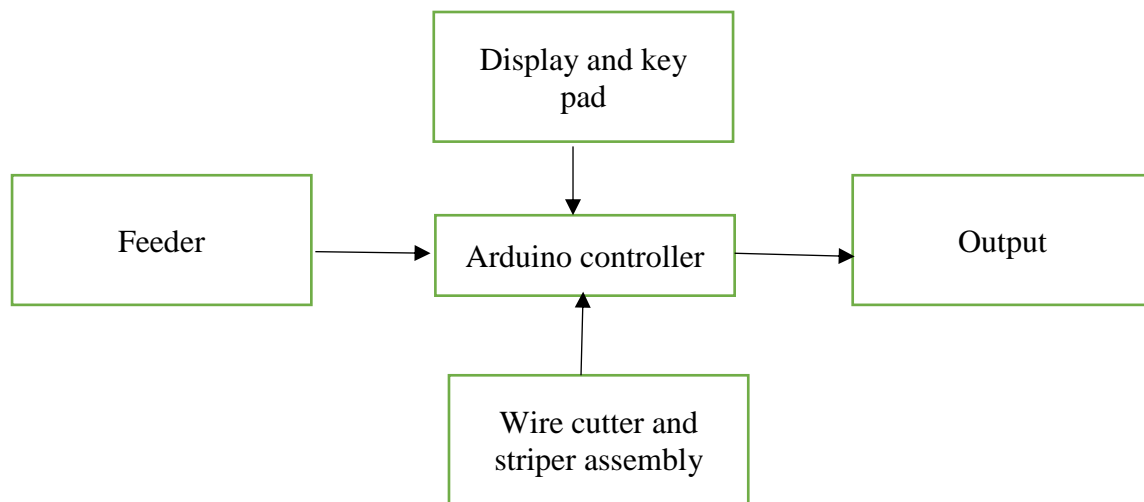 Display and key
pad
Feeder
Arduino controller
Output
Wire cutter and
striper assembly